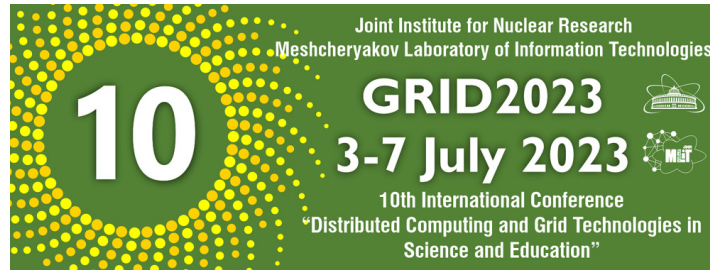 Joint Institute for Nuclear Research
Meshcheryakov Laboratory of Information Technologies
10
GRID2023
3-7 July 2023
MLIT
10th International Conference
“Distributed Computing and Grid Technologies in
Science and Education”